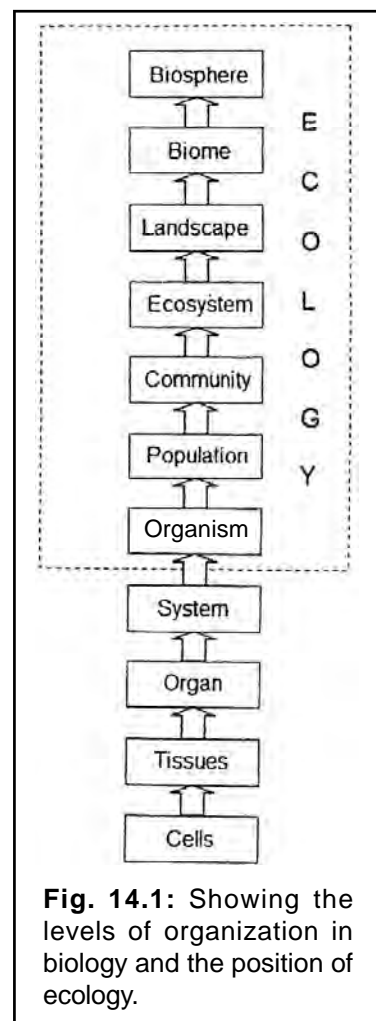 Biosphere
Biome
Landscape
Ecosystem
Community
Population
Organism
System
Organ
Tissues
Cells
E
C
O
L
O
G
Y
Fig. 14.1: Showing the
levels of organization in
biology and the position of
ecology.